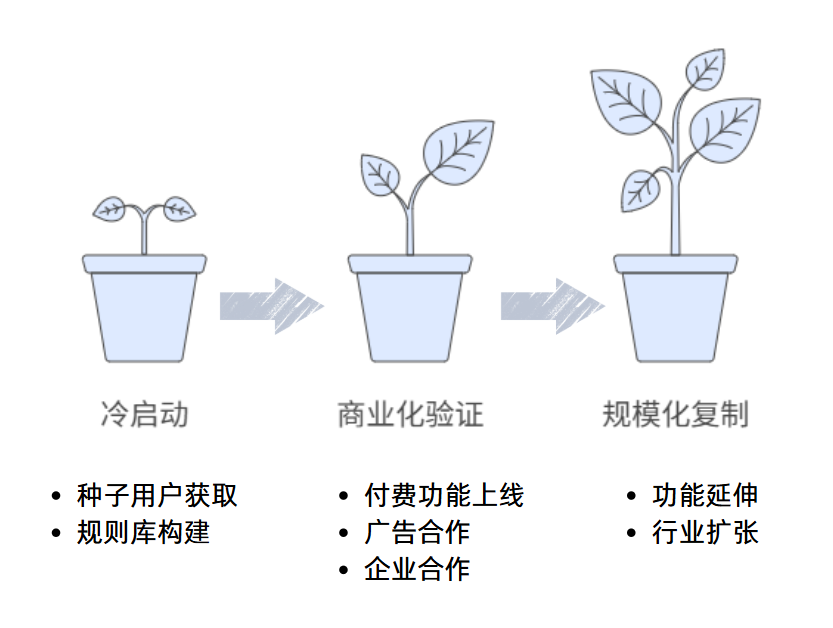 冷启动
商业化验证
规模化复制
• 种子用户获取
• 规则库构建
• 付费功能上线
• 广告合作
• 企业合作
• 功能延伸
• 行业扩张